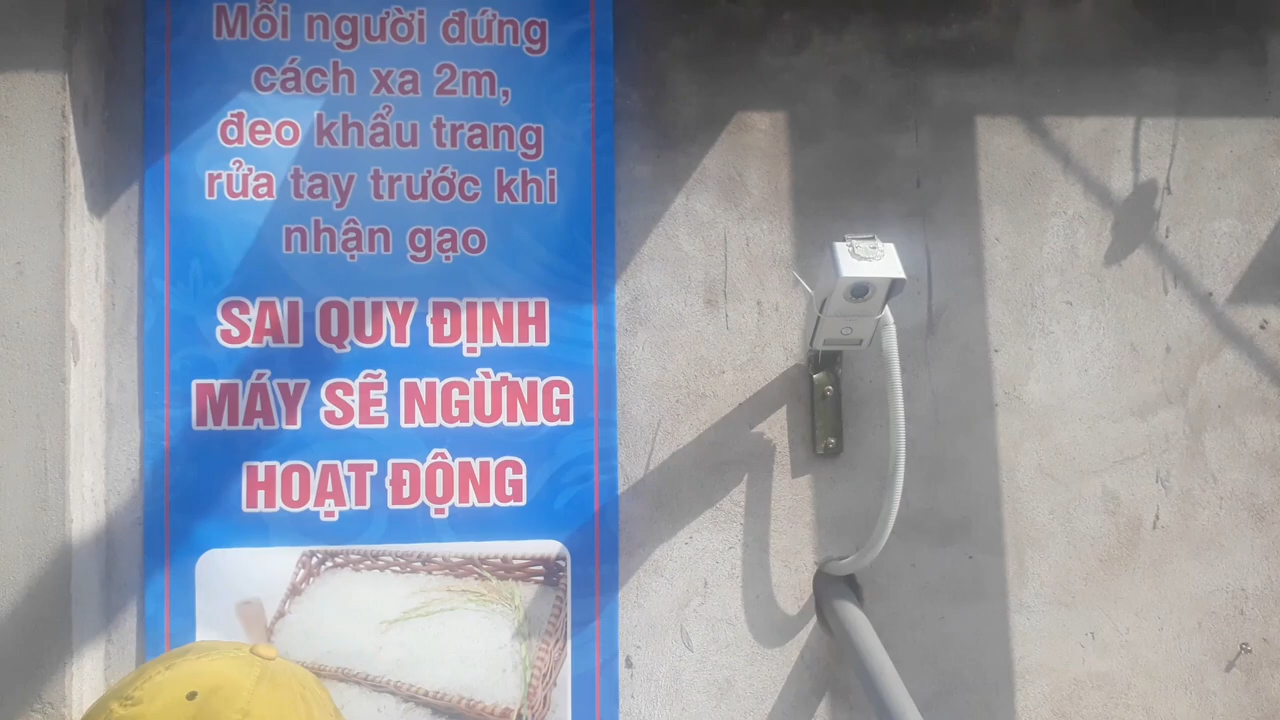 Mỗi người đứng
cách xa 2m,
đeo khẩu trang
rửa tay trước khi
nhận gạo
SAI QUY ĐỊNH
MÁY SẼ NGỪNG
HOẠT ĐỘNG